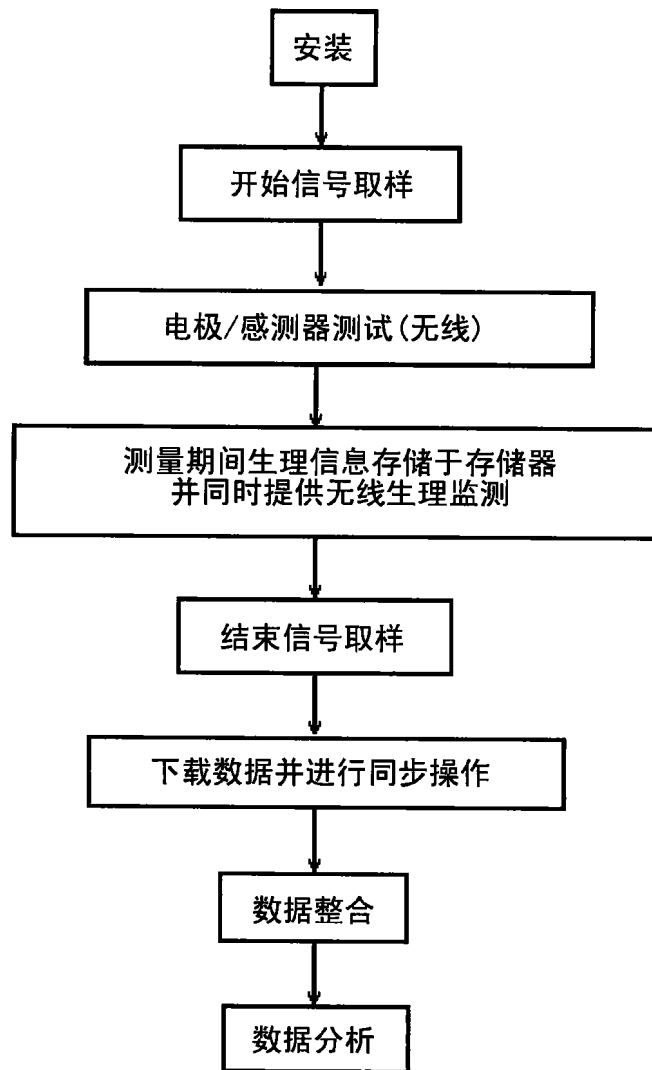 安装
开始信号取样
电极/感测器测试(无线)
测量期间生理信息存储于存储器
并同时提供无线生理监测
结束信号取样
下载数据并进行同步操作
数据整合
数据分析